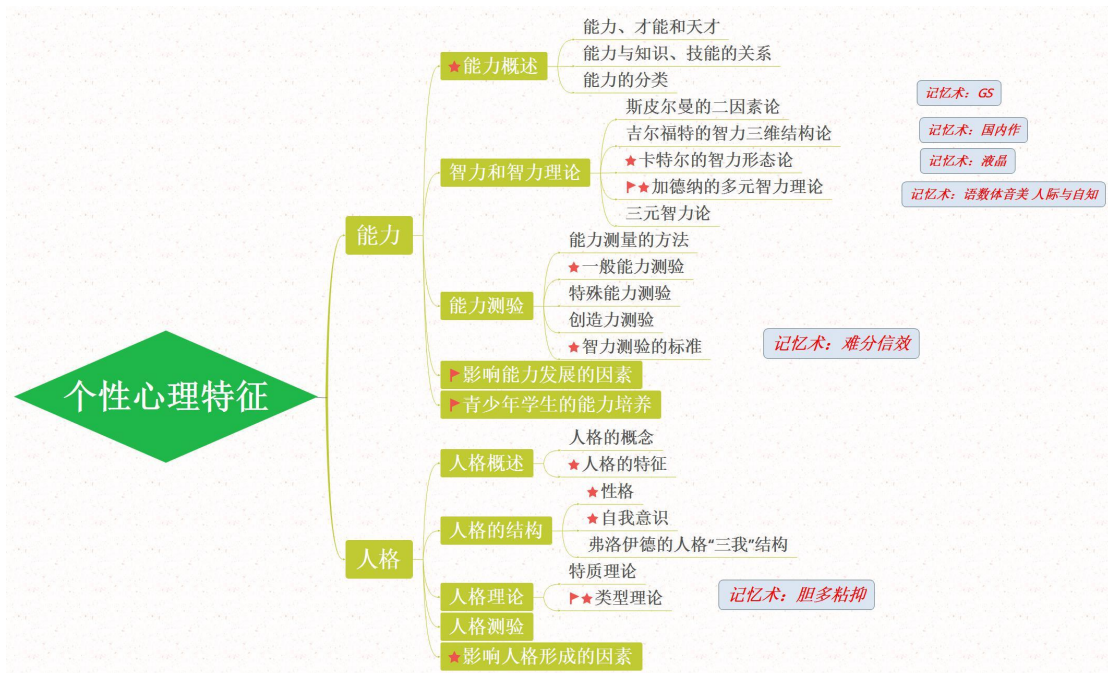 个性心理特征
能力
能力概述
能力、才能和天才
能力与知识、技能的关系
能力的分类
智力和智力理论
斯皮尔曼的二因素论
记忆术：GS
吉尔福特的智力三维结构论
记忆术：国内作
卡特尔的智力形态论
记忆术：液晶
加德纳的多元智力理论
记忆术：语数体音美 人际与自知
三元智力论
能力测验
能力测量的方法
一般能力测验
特殊能力测验
创造力测验
智力测验的标准
记忆术：难分信效
影响能力发展的因素
青少年学生的能力培养
人格
人格概述
人格的概念
人格的特征
人格的结构
性格
自我意识
弗洛伊德的人格“三我”结构
人格理论
特质理论
类型理论
记忆术：胆多粘抑
人格测验
影响人格形成的因素